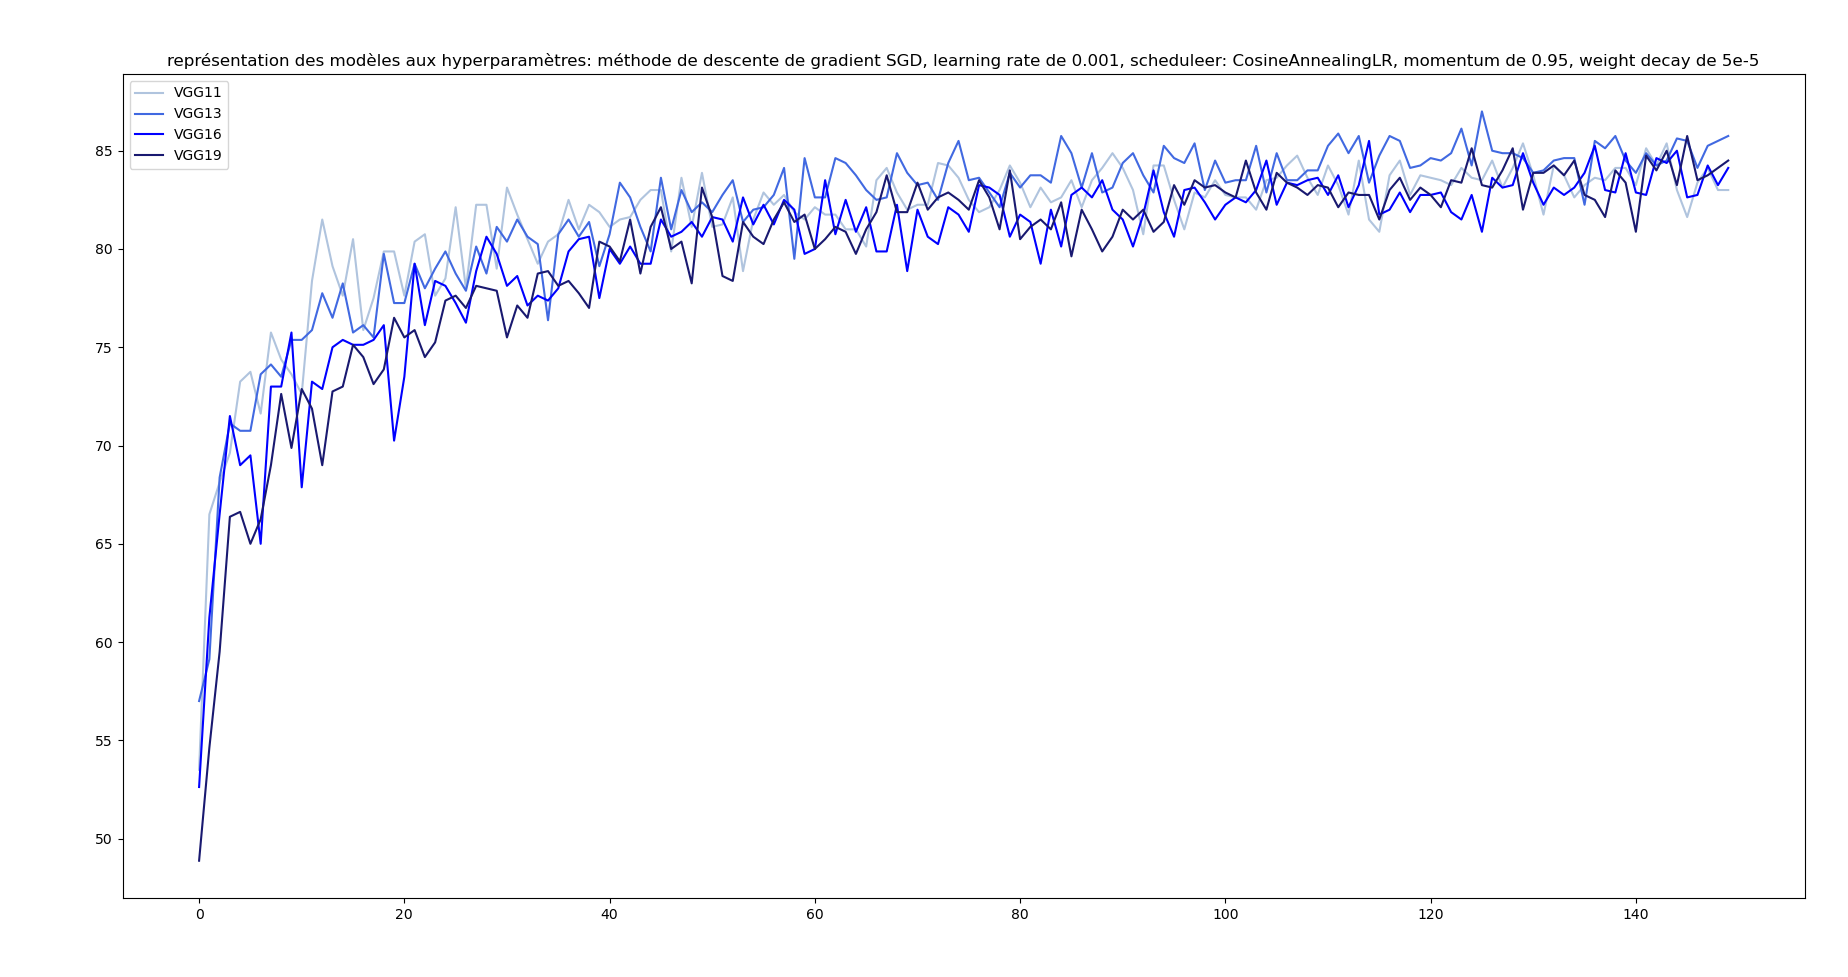 représentation des modèles aux hyperparamètres: méthode de descente de gradient SGD, learning rate de 0.001, scheduleer: CosineAnnealingLR, momentum de 0.95, weight decay de 5e-5
VGG11
VGG13
VGG16
VGG19
85
80
75
70
65
60
55
50
0 20 40 60 80 100 120 140